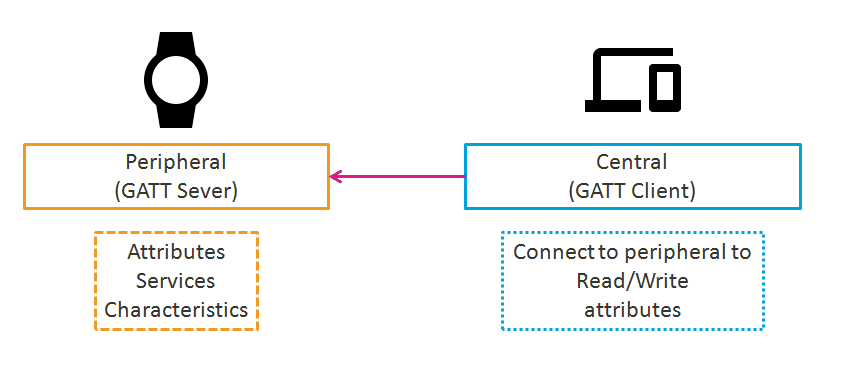 Peripheral
(GATT Sever)
Central
(GATT Client)
Attributes
Services
Characteristics
Connect to peripheral to
Read/Write
attributes